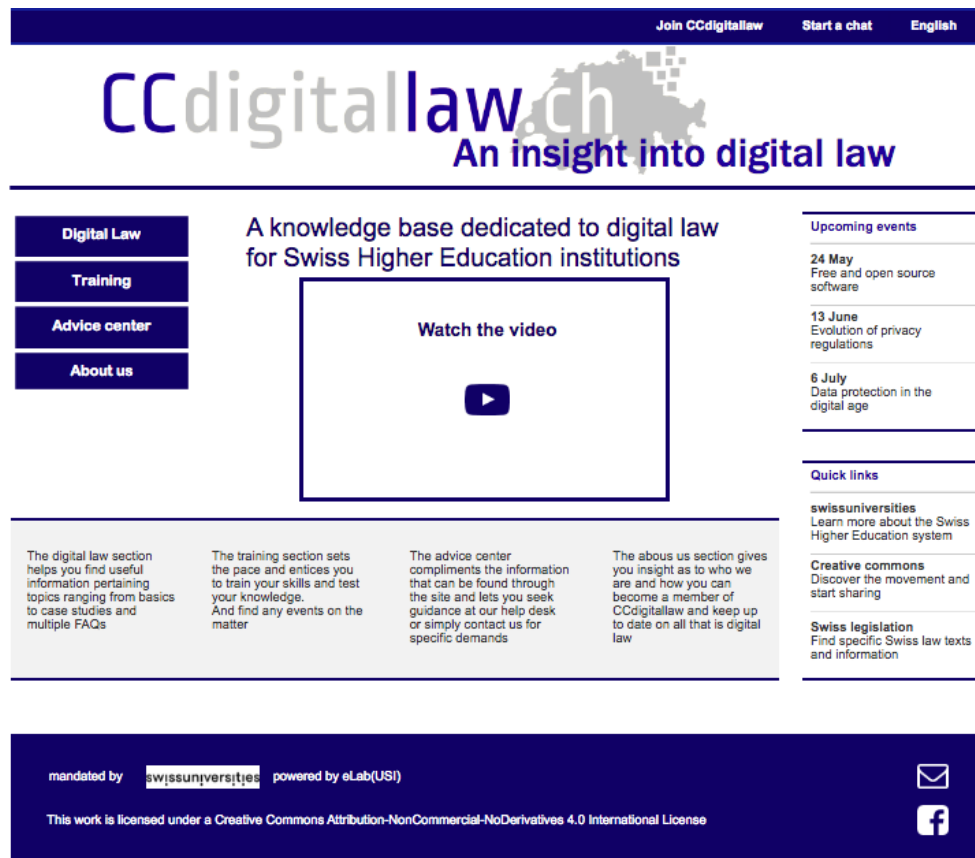 Join CCdigitallaw
Start a chat
English
CCdigitallaw.ch
An insight into digital law
Digital Law
Training
Advice center
About us
A knowledge base dedicated to digital law
for Swiss Higher Education institutions
Watch the video
Upcoming events
24 May
Free and open source
software
13 June
Evolution of privacy
regulations
6 July
Data protection in the
digital age
Quick links
swissuniversities
Learn more about the Swiss
Higher Education system
Creative commons
Discover the movement and
start sharing
Swiss legislation
Find specific Swiss law texts
and information
The digital law section
helps you find useful
information pertaining
topics ranging from basics
to case studies and
multiple FAQs
The training section sets
the pace and entices you
to train your skills and test
your knowledge.
And find any events on the
matter
The advice center
compliments the information
that can be found through
the site and lets you seek
guidance at our help desk
or simply contact us for
specific demands
The abous us section gives
you insight as to who we
are and how you can
become a member of
CCdigitallaw and keep up
to date on all that is digital
law
mandated by swissuniversities powered by eLab(USI)
This work is licensed under a Creative Commons Attribution-NonCommercial-NoDerivatives 4.0 International License